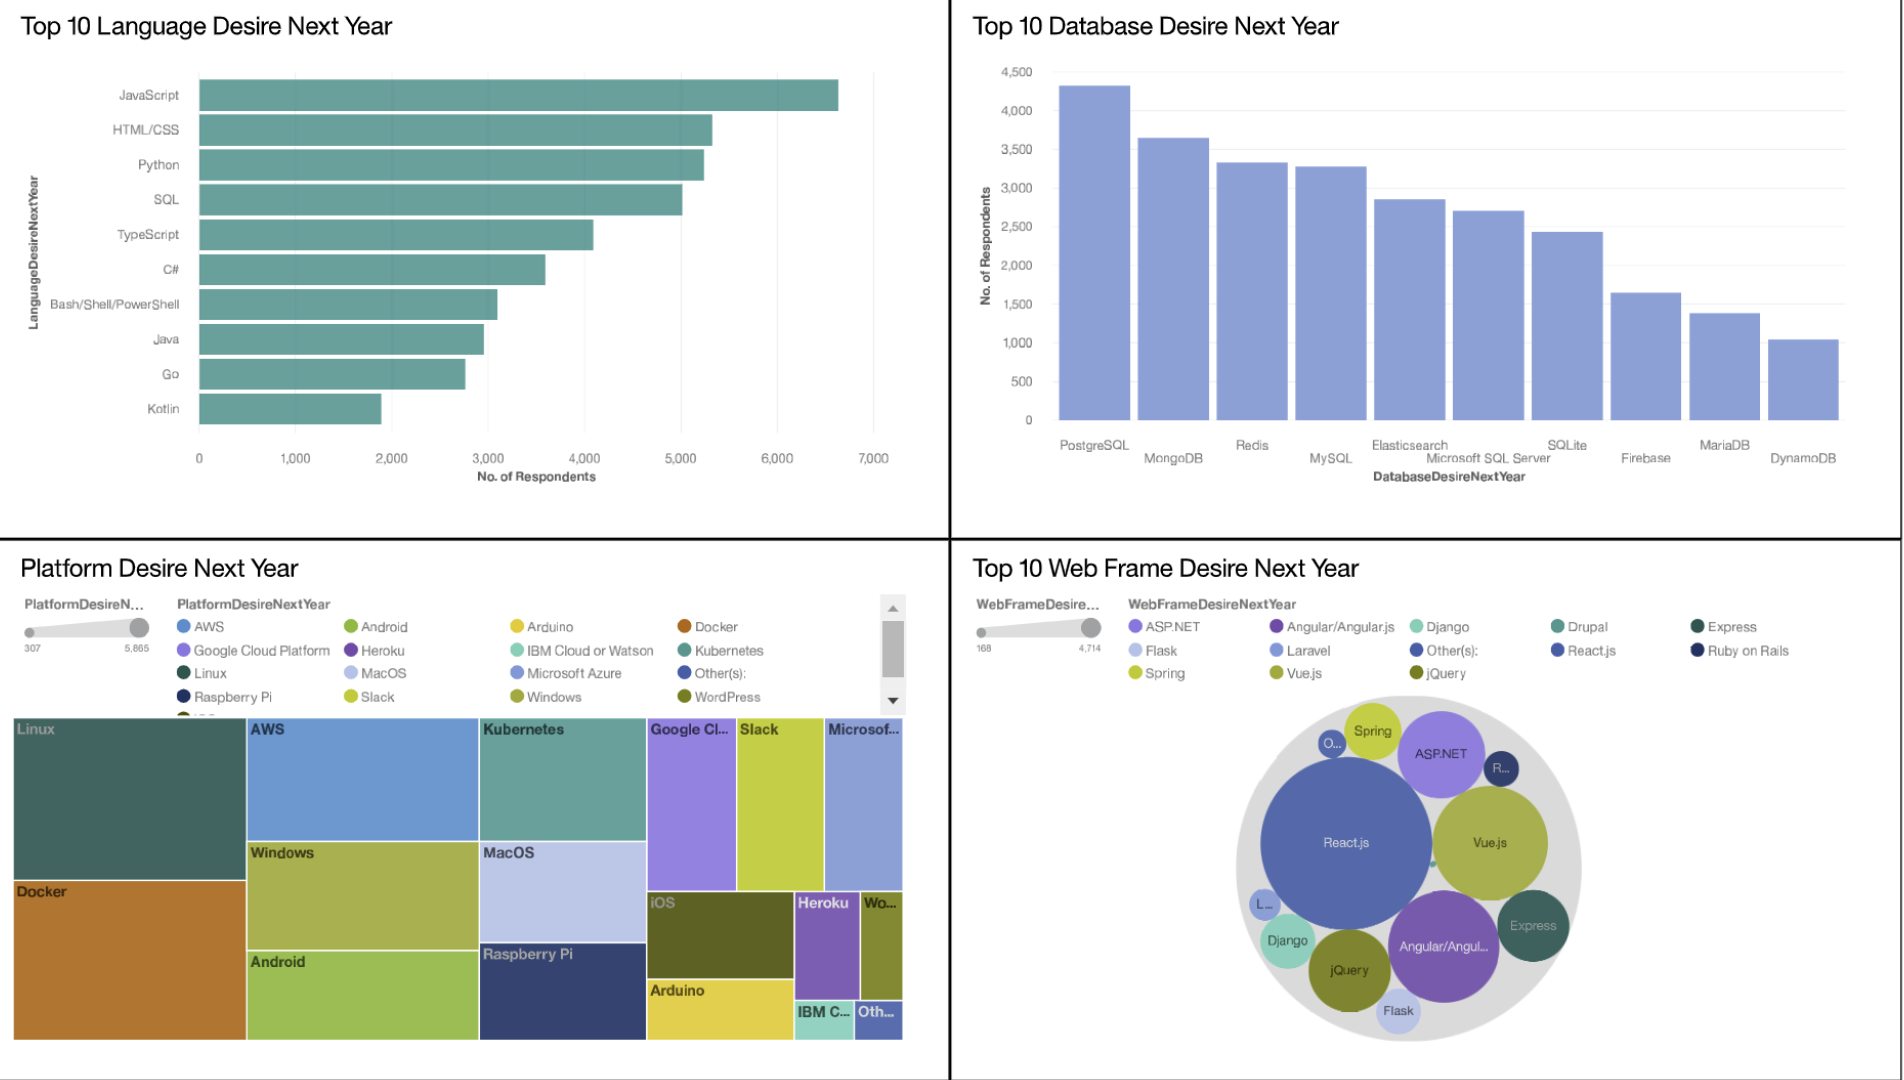 Top 10 Language Desire Next Year
LanguageDesireNextYear
JavaScript
HTML/CSS
Python
SQL
TypeScript
C#
Bash/Shell/PowerShell
Java
Go
Kotlin
0 1,000 2,000 3,000 4,000 5,000 6,000 7,000
No. of Respondents
Top 10 Database Desire Next Year
No. of Respondents
4,500
4,000
3,500
3,000
2,500
2,000
1,500
1,000
500
0
PostgreSQL MongoDB Redis MySQL Elasticsearch Microsoft SQL Server SQLite Firebase MariaDB DynamoDB
DatabaseDesireNextYear
Platform Desire Next Year
PlatformDesireN...
307 5,865
PlatformDesireNextYear
AWS Android Arduino Docker
Google Cloud Platform Heroku IBM Cloud or Watson Kubernetes
Linux MacOS Microsoft Azure Other(s):
Raspberry Pi Slack Windows WordPress
Linux AWS Kubernetes Google Cl... Slack Microsof...
Windows MacOS
Docker iOS Heroku Wo...
Android Raspberry Pi
Arduino
IBM C... Oth...
Top 10 Web Frame Desire Next Year
WebFrameDesire...
168 4,714
WebFrameDesireNextYear
ASP.NET Angular/Angular.js Django Drupal Express
Flask Laravel Other(s): React.js Ruby on Rails
Spring Vue.js jQuery
Spring
O...
ASP.NET
R...
React.js Vue.js
L...
Express
Django
Angular/Angul...
jQuery
Flask